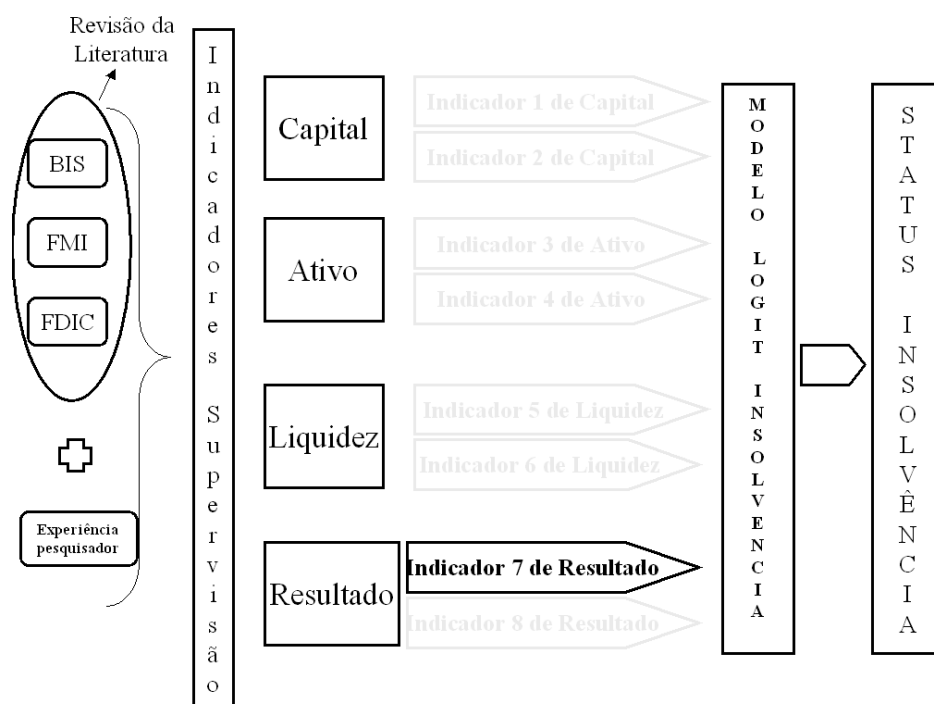 Revisão da
Literatura
BIS
FMI
FDIC
Experiência
pesquisador
Indicadores Supervisão
Capital
Indicador 1 de Capital
Indicador 2 de Capital
Ativo
Indicador 3 de Ativo
Indicador 4 de Ativo
Liquidez
Indicador 5 de Liquidez
Indicador 6 de Liquidez
Resultado
Indicador 7 de Resultado
Indicador 8 de Resultado
MODELO LOGIT INSOLVENCIA
STATUS INSOLVÊNCIA